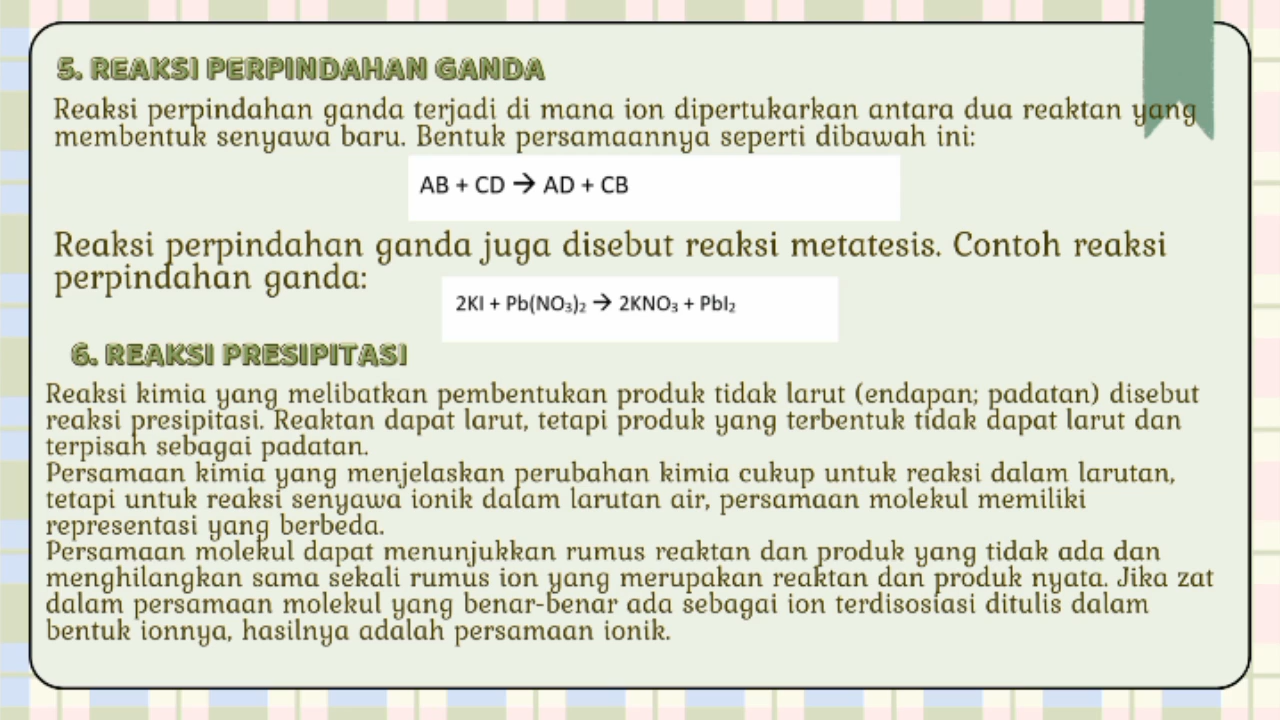 5. REAKSI PERPINDAHAN GANDA
Reaksi perpindahan ganda terjadi di mana ion dipertukarkan antara dua reaktan yang
membentuk senyawa baru. Bentuk persamaannya seperti dibawah ini:
AB + CD → AD + CB
Reaksi perpindahan ganda juga disebut reaksi metatesis. Contoh reaksi
perpindahan ganda:
2KI + Pb(NO₃)₂ → 2KNO₃ + PbI₂
6. REAKSI PRESIPITASI
Reaksi kimia yang melibatkan pembentukan produk tidak larut (endapan; padatan) disebut
reaksi presipitasi. Reaktan dapat larut, tetapi produk yang terbentuk tidak dapat larut dan
terpisah sebagai padatan.
Persamaan kimia yang menjelaskan perubahan kimia cukup untuk reaksi dalam larutan,
tetapi untuk reaksi senyawa ionik dalam larutan air, persamaan molekul memiliki
representasi yang berbeda.
Persamaan molekul dapat menunjukkan rumus reaktan dan produk yang tidak ada dan
menghilangkan sama sekali rumus ion yang merupakan reaktan dan produk nyata. Jika zat
dalam persamaan molekul yang benar-benar ada sebagai ion terdisosiasi ditulis dalam
bentuk ionnya, hasilnya adalah persamaan ionik.